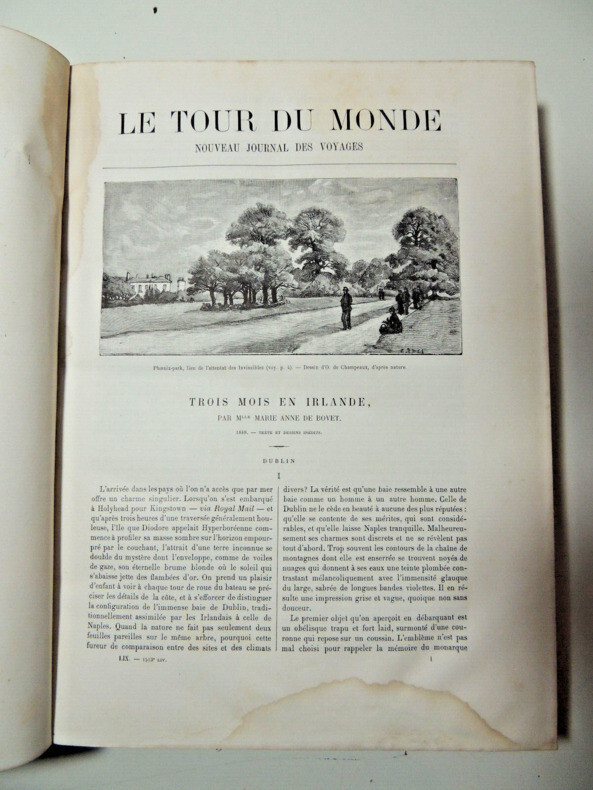 LE TOUR DU MONDE
NOUVEAU JOURNAL DES VOYAGES
Phœnix-park, lieu de l'attentat des Invincibles (voy. p. 4). — Dessin d'O. de Champeaux, d'après nature.
TROIS MOIS EN IRLANDE,
PAR Mlle MARIE ANNE DE BOVET.
TEXTE ET DESSINS INÉDITS.
DUBLIN
I
L'arrivée dans les pays où l'on n'a accès que par mer
offre un charme singulier. Lorsqu'on s'est embarqué
à Holyhead pour Kingstown — via Royal Mail — et
qu'après trois heures d'une traversée généralement hou-
leuse, l'île que Diodore appelait Hyperboréenne com-
mence à profiler sa masse sombre sur l'horizon empour-
pré par le couchant, l'attrait d'une terre inconnue se
double du mystère dont l'enveloppe, comme de voiles
de gaze, son éternelle brume blonde où le soleil qui
s'abaisse jette des flambées d'or. On prend un plaisir
d'enfant à voir à chaque tour de roue du bateau se pré-
ciser les détails de la côte, et à s'efforcer de distinguer
la configuration de l'immense baie de Dublin, tradi-
tionnellement assimilée par les Irlandais à celle de
Naples. Quand la nature ne fait pas seulement deux
feuilles pareilles sur le même arbre, pourquoi cette
fureur de comparaison entre des sites et des climats
divers? La vérité est qu'une baie ressemble à une autre
baie comme un homme à un autre homme. Celle de
Dublin ne le cède en beauté à aucune des plus réputées :
qu'elle se contente de ses mérites, qui sont considé-
rables, et qu'elle laisse Naples tranquille. Malheureu-
sement ses charmes sont discrets et ne se révèlent pas
tout d'abord. Trop souvent les contours de la chaîne de
montagnes dont elle est enserrée se trouvent noyés de
nuages qui donnent à ses eaux une teinte plombée con-
trastant mélancoliquement avec l'immensité glauque
du large, sabrée de longues bandes violettes. Il en ré-
sulte une impression grise et vague, quoique non sans
douceur.
Le premier objet qu'on aperçoit en débarquant est
un obélisque trapu et fort laid, surmonté d'une cou-
ronne qui repose sur un coussin. L'emblème n'est pas
mal choisi pour rappeler la mémoire du monarque
LIX. — LIV.
1